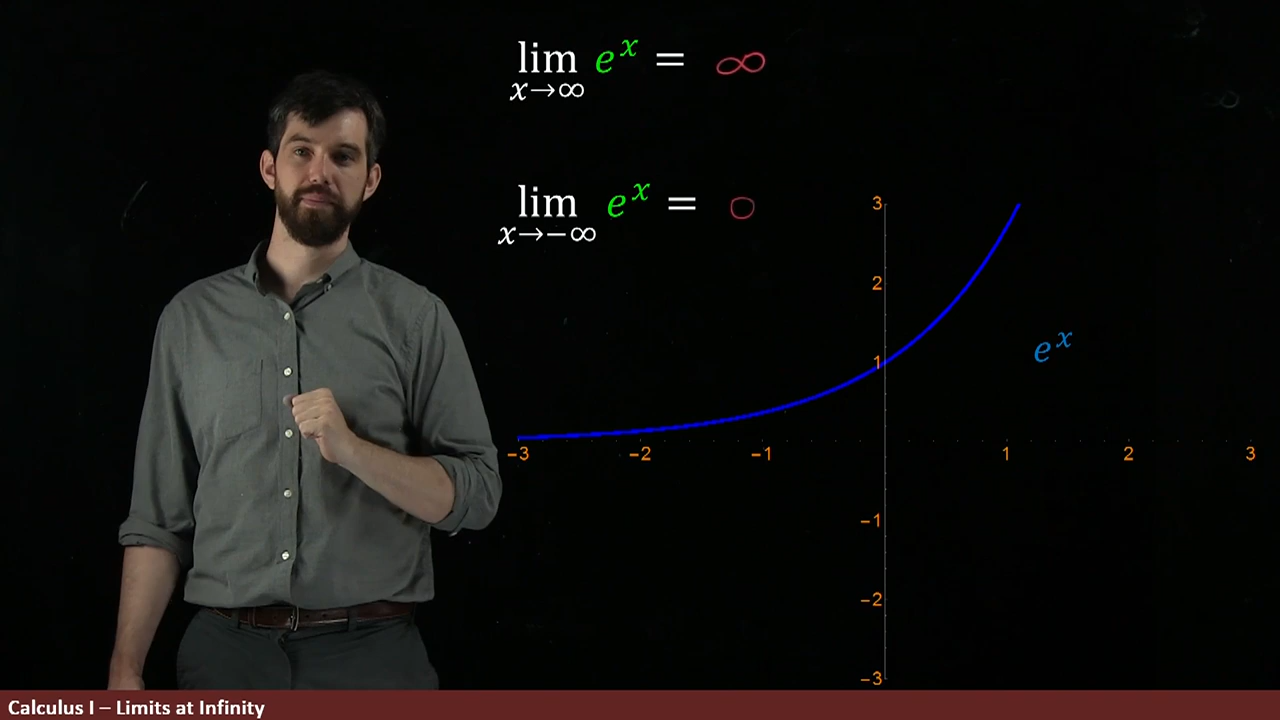 lim e^x = ∞
x→∞
lim e^x = 0
x→−∞
3
2
1
e^x
−3 −2 −1 1 2 3
−1
−2
−3
Calculus I – Limits at Infinity